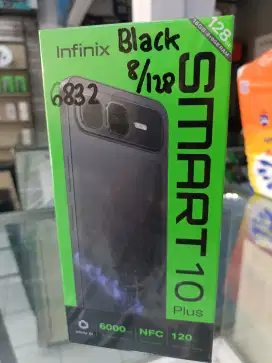 Infinix
Black
8/128
6832
128
SMART 10
Plus
6000
NFC
120